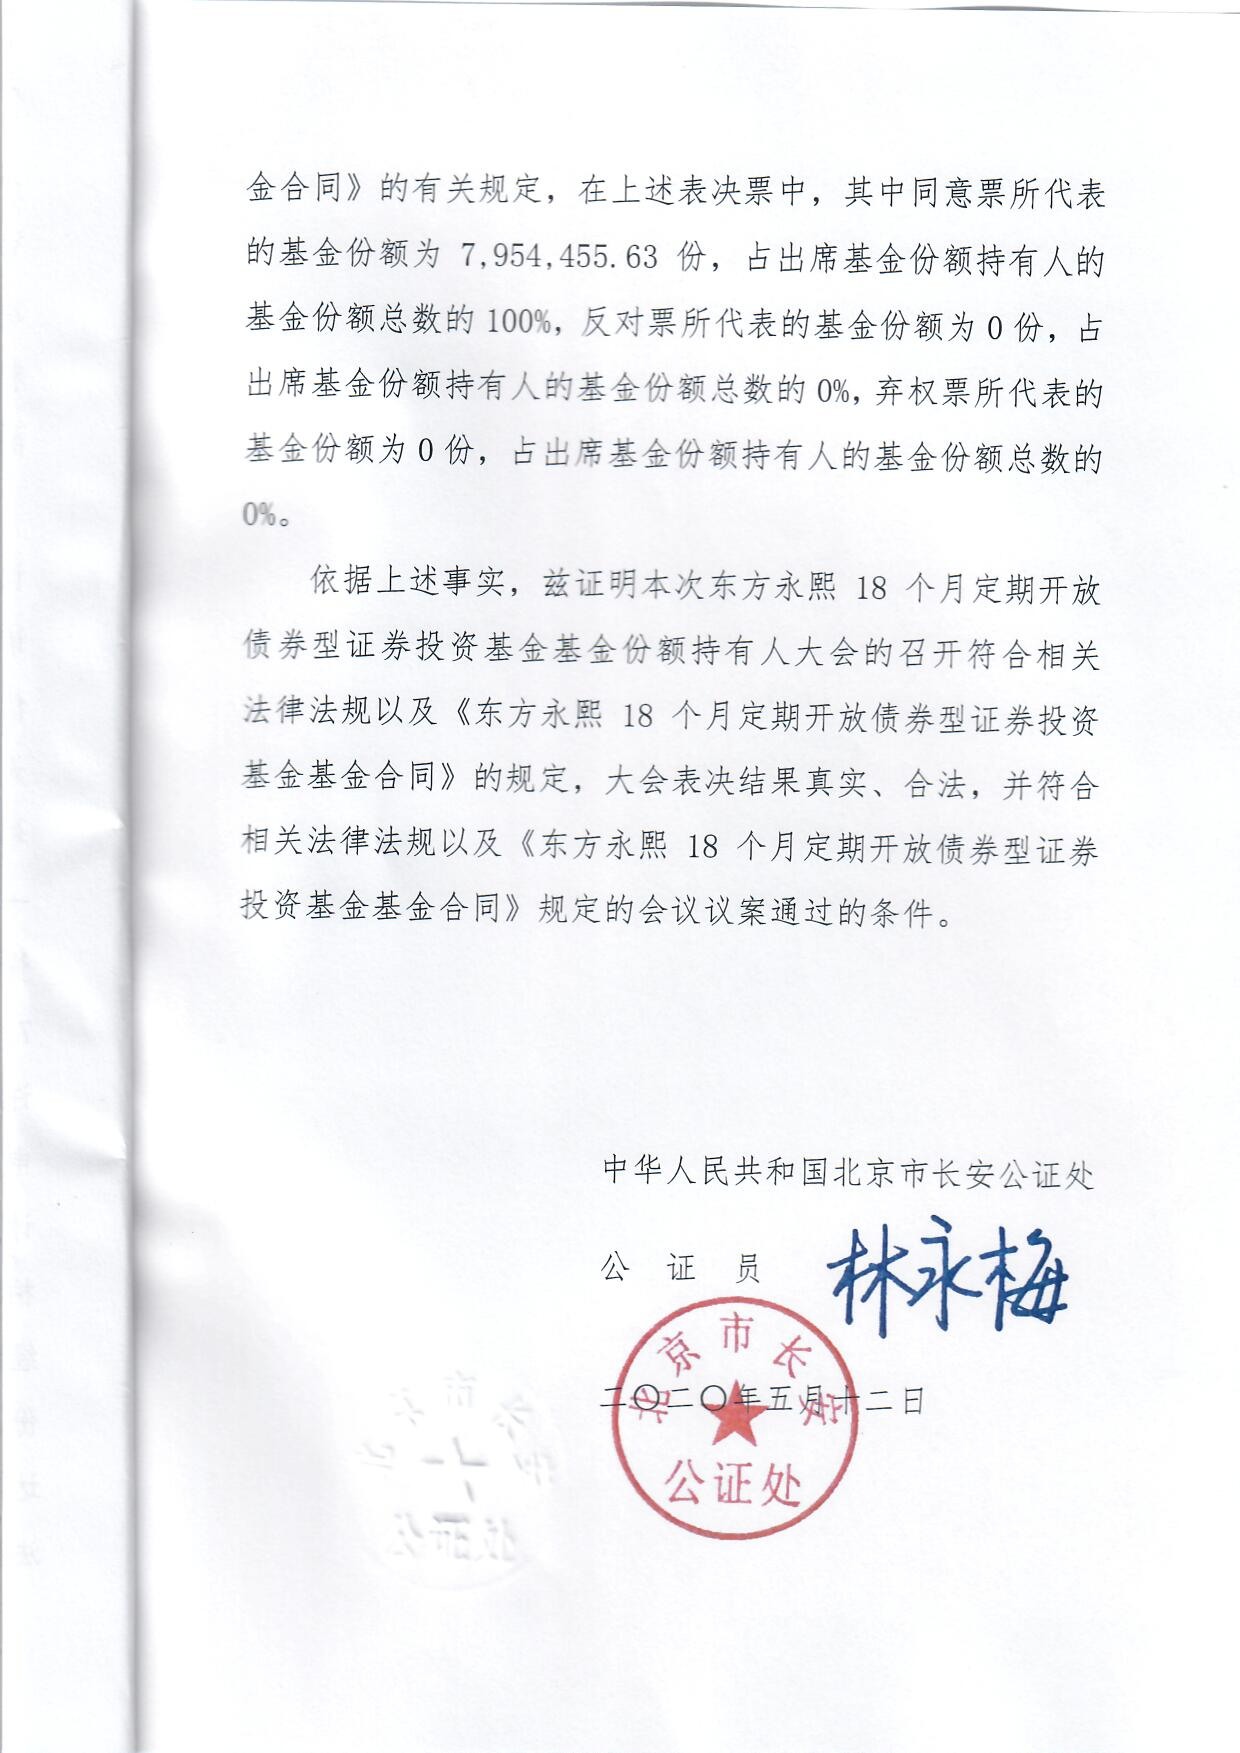 金合同》的有关规定，在上述表决票中，其中同意票所代表
的基金份额为 7,954,455.63 份，占出席基金份额持有人的
基金份额总数的 100%，反对票所代表的基金份额为 0 份，占
出席基金份额持有人的基金份额总数的 0%，弃权票所代表的
基金份额为 0 份，占出席基金份额持有人的基金份额总数的
0%。
依据上述事实，兹证明本次东方永熙 18 个月定期开放
债券型证券投资基金基金份额持有人大会的召开符合相关
法律法规以及《东方永熙 18 个月定期开放债券型证券投资
基金基金合同》的规定，大会表决结果真实、合法，并符合
相关法律法规以及《东方永熙 18 个月定期开放债券型证券
投资基金基金合同》规定的会议议案通过的条件。
中华人民共和国北京市长安公证处
公 证 员 林永梅
二〇二〇年五月十二日
北京市长安
公证处